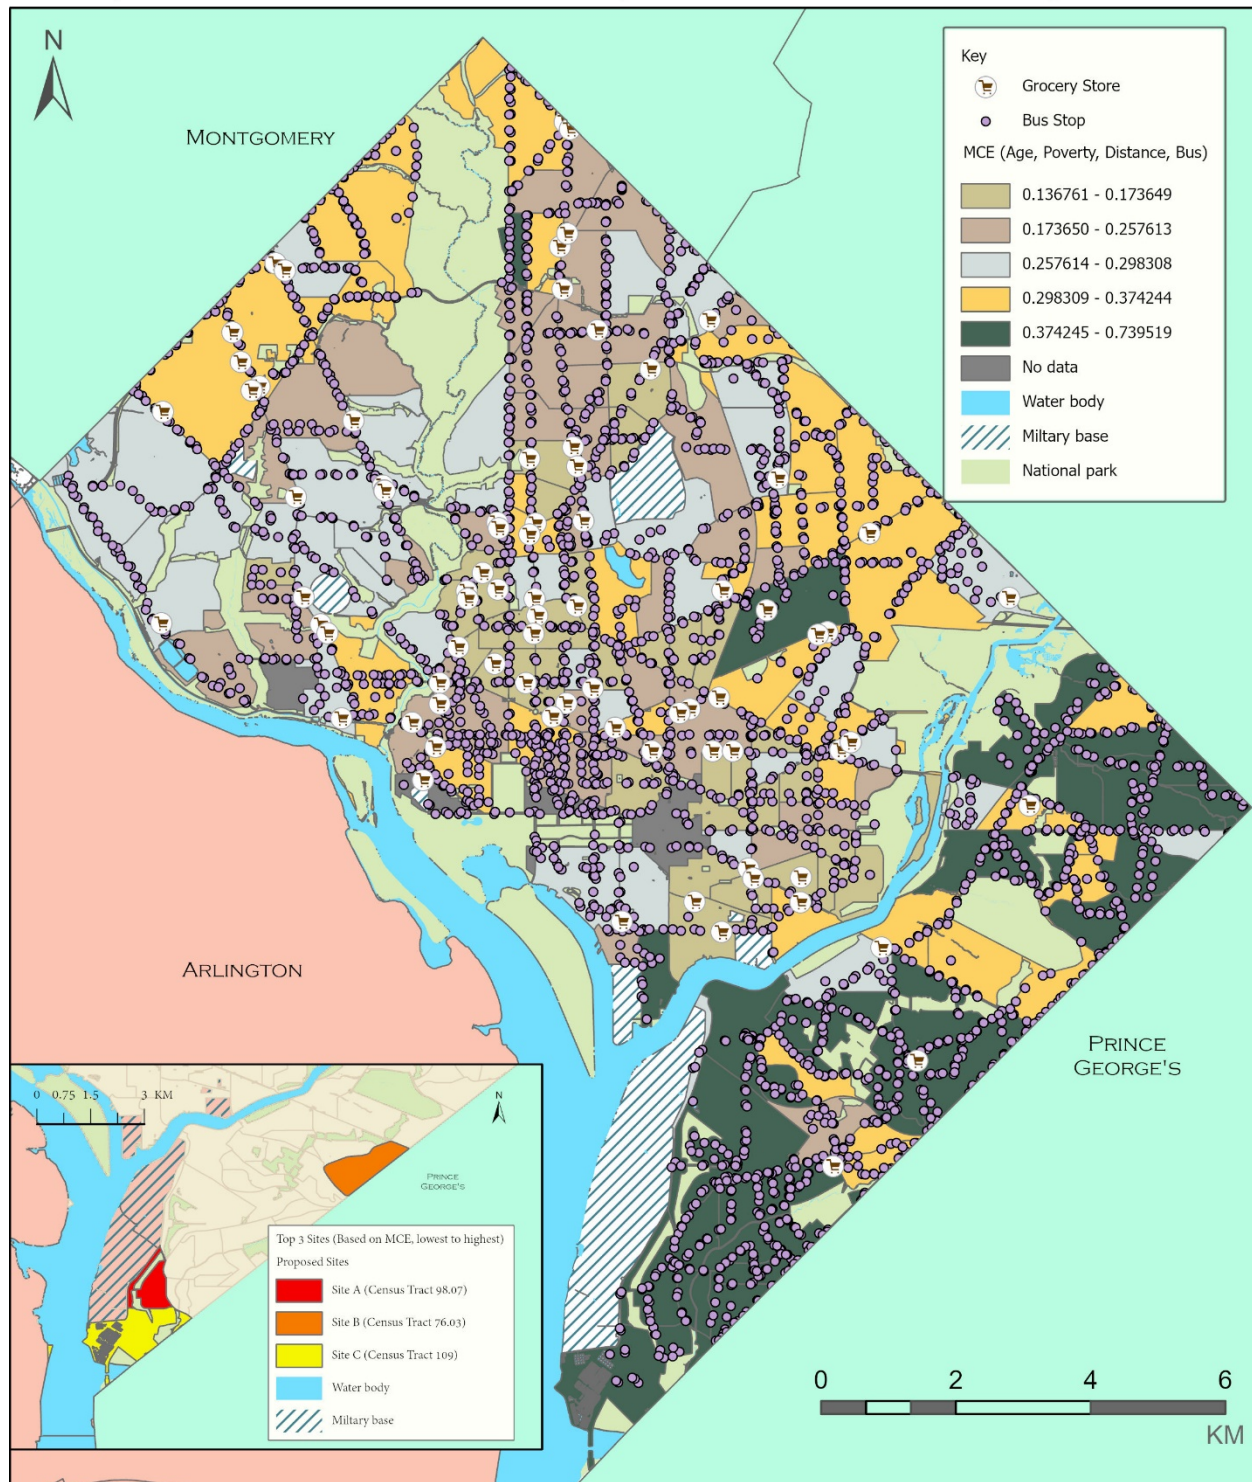 N
MONTGOMERY
Key
Grocery Store
Bus Stop
MCE (Age, Poverty, Distance, Bus)
0.136761 - 0.173649
0.173650 - 0.257613
0.257614 - 0.298308
0.298309 - 0.374244
0.374245 - 0.739519
No data
Water body
Miltary base
National park
ARLINGTON
PRINCE
GEORGE'S
0 0.75 1.5 3 KM
N
PRINCE
GEORGE'S
Top 3 Sites (Based on MCE, lowest to highest)
Proposed Sites
Site A (Census Tract 98.07)
Site B (Census Tract 76.03)
Site C (Census Tract 109)
Water body
Miltary base
0 2 4 6
KM